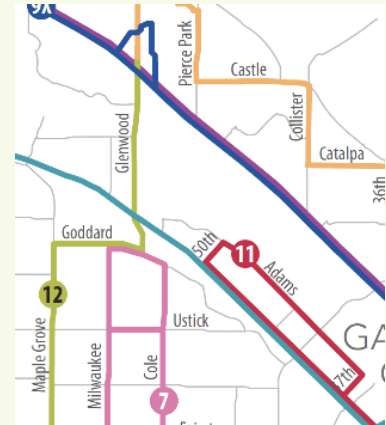 9X
Pierce Park
Castle
Collister
Catalpa
36th
Glenwood
Goddard
50th
11
Adams
12
Ustick
Maple Grove
Milwaukee
Cole
7
37th
GA